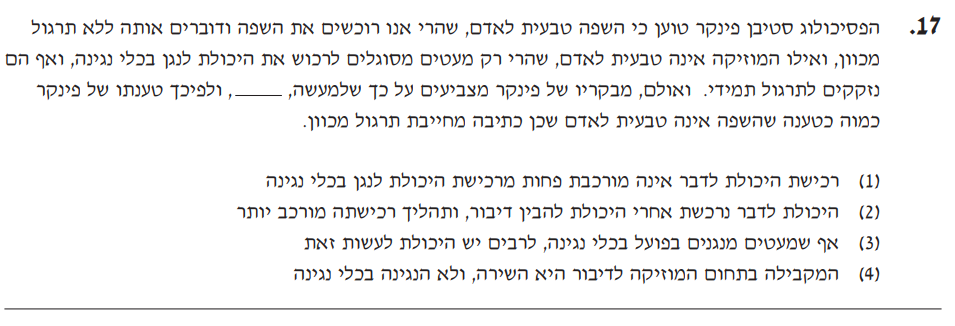 17. הפסיכולוג סטיבן פינקר טוען כי השפה טבעית לאדם, שהרי אנו רוכשים את השפה ודוברים אותה ללא תרגול
מכוון, ואילו המוזיקה אינה טבעית לאדם, שהרי רק מעטים מסוגלים לרכוש את היכולת לנגן בכלי נגינה, ואף הם
נזקקים לתרגול תמידי. ואולם, מבקריו של פינקר מצביעים על כך שלמעשה, _____, ולפיכך טענתו של פינקר
כמוה כטענה שהשפה אינה טבעית לאדם שכן כתיבה מחייבת תרגול מכוון.
(1) רכישת היכולת לדבר אינה מורכבת פחות מרכישת היכולת לנגן בכלי נגינה
(2) היכולת לדבר נרכשת אחרי היכולת להבין דיבור, ותהליך רכישתה מורכב יותר
(3) אף שמעטים מנגנים בפועל בכלי נגינה, לרבים יש היכולת לעשות זאת
(4) המקבילה בתחום המוזיקה לדיבור היא השירה, ולא הנגינה בכלי נגינה